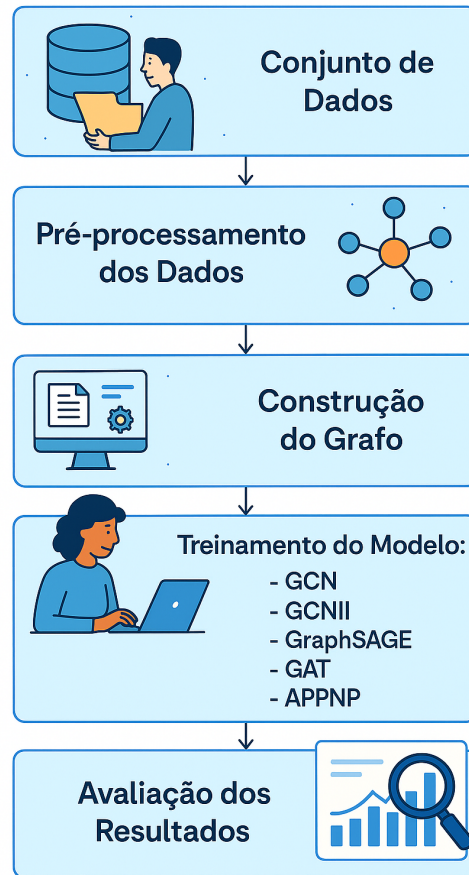 Conjunto de
Dados
Pré-processamento
dos Dados
Construção
do Grafo
Treinamento do Modelo:
- GCN
- GCNII
- GraphSAGE
- GAT
- APPNP
Avaliação dos
Resultados